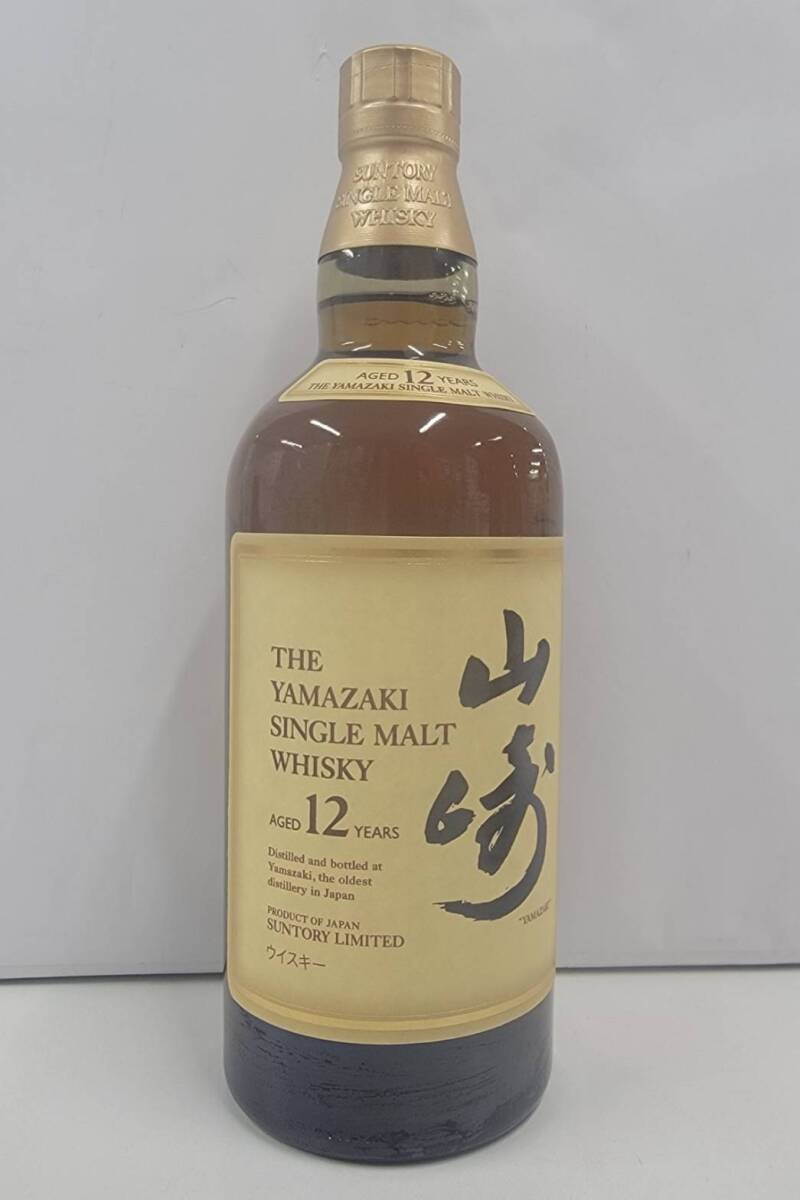 SUNTORY
SINGLE MALT
WHISKY
AGED 12 YEARS
THE YAMAZAKI SINGLE MALT WHISKY
THE
YAMAZAKI
SINGLE MALT
WHISKY
AGED 12 YEARS
Distilled and bottled at
Yamazaki, the oldest
distillery in Japan
PRODUCT OF JAPAN
SUNTORY LIMITED
ウイスキー
山崎
"YAMAZAKI"